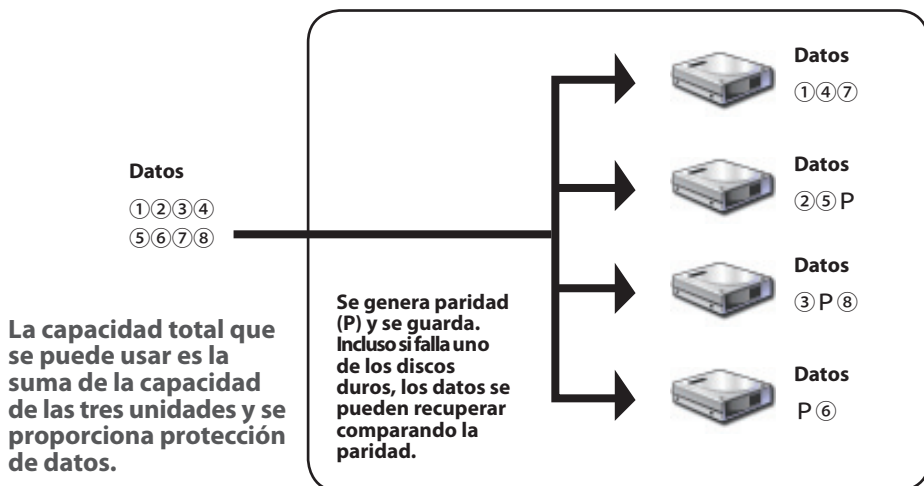 Datos
①②③④
⑤⑥⑦⑧
La capacidad total que
se puede usar es la
suma de la capacidad
de las tres unidades y se
proporciona protección
de datos.
Se genera paridad
(P) y se guarda.
Incluso si falla uno
de los discos
duros, los datos se
pueden recuperar
comparando la
paridad.
Datos
①④⑦
Datos
②⑤P
Datos
③P⑧
Datos
P⑥